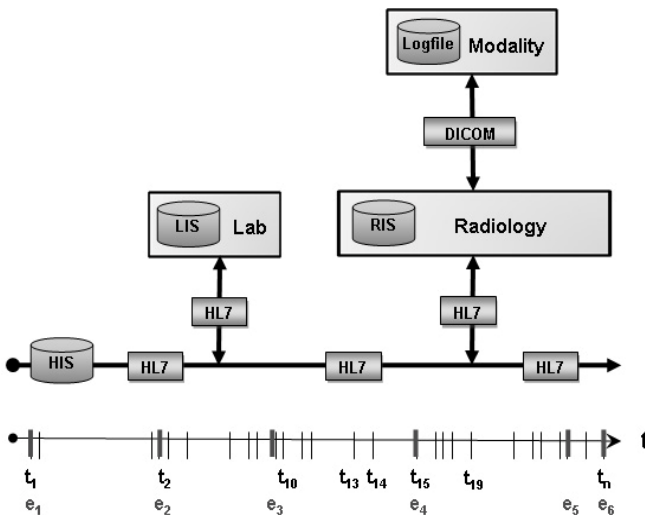 Logfile Modality
DICOM
LIS Lab
RIS Radiology
HL7 HL7
HIS HL7 HL7 HL7
t
t1 t2 t10 t13 t14 t15 t19 tn
e1 e2 e3 e4 e5 e6